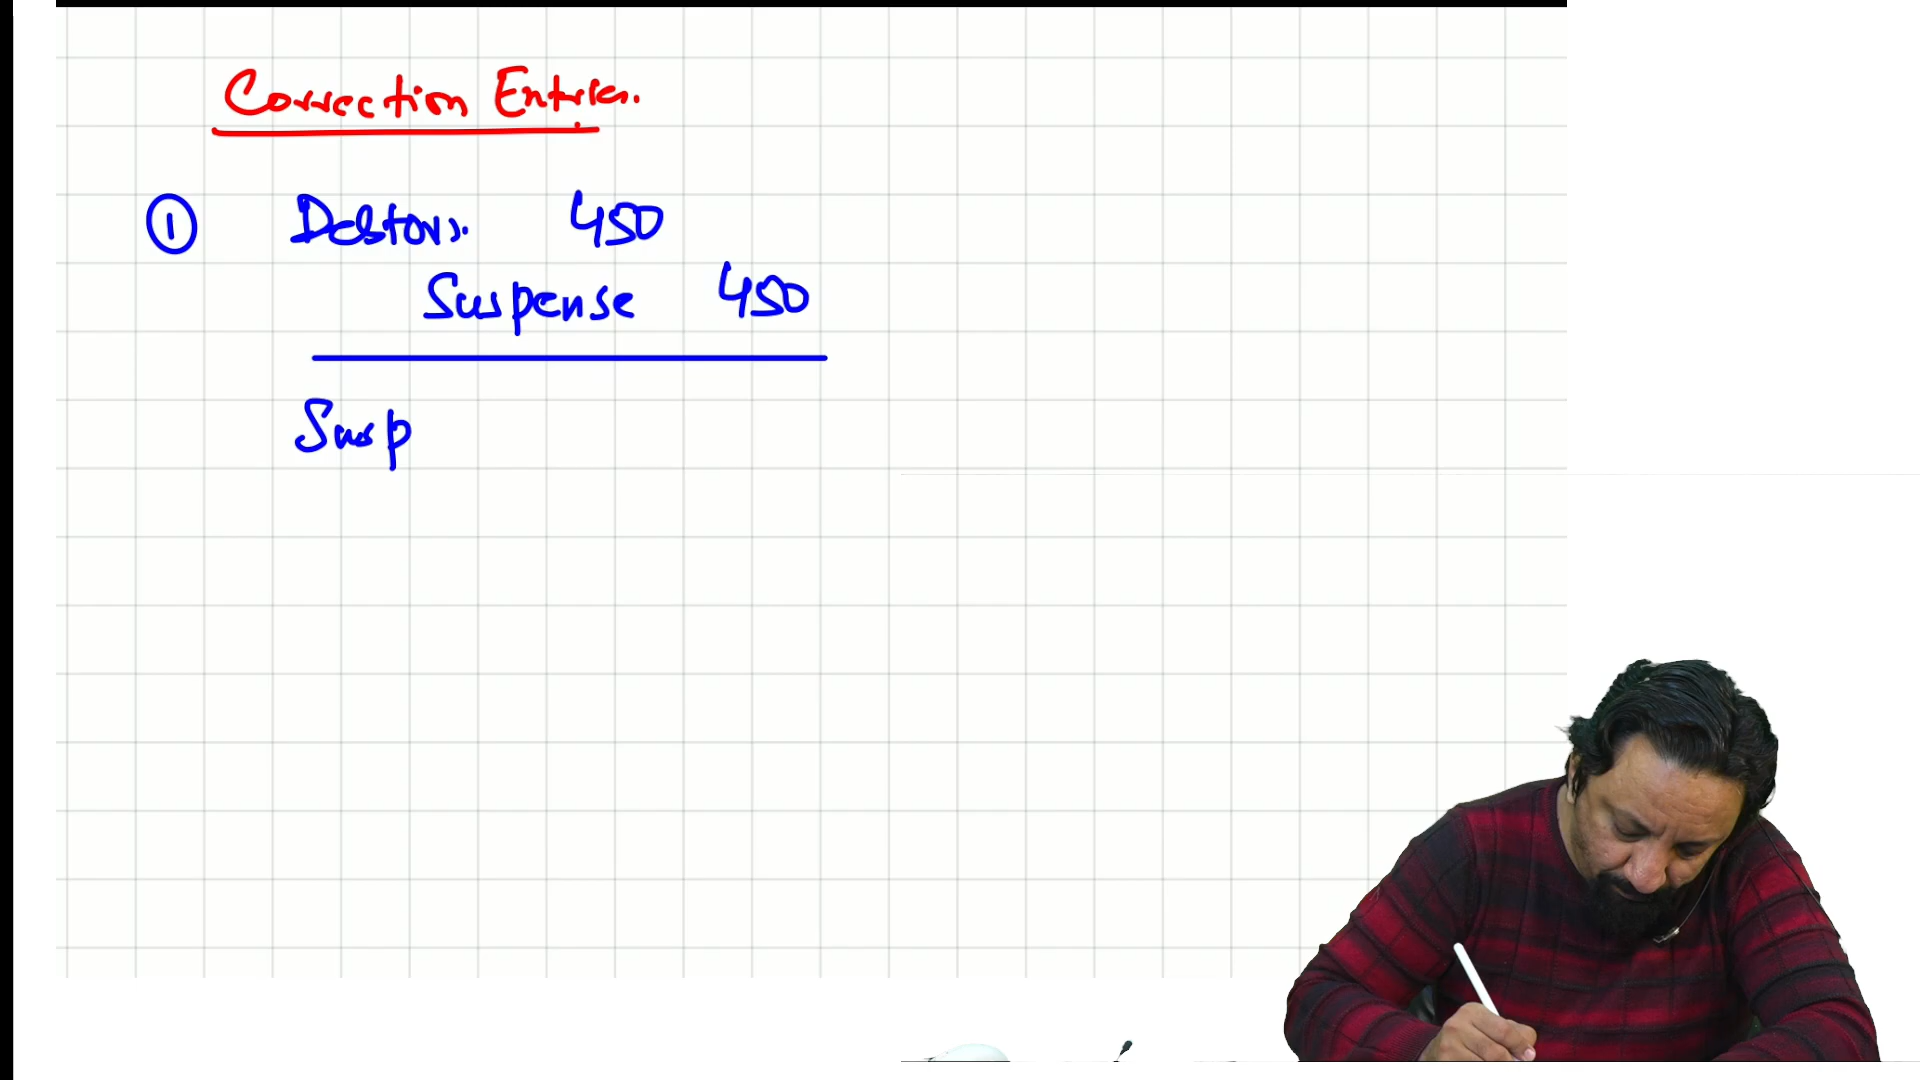 Correction Entries.
① Debtors. 450
Suspense 450
Susp